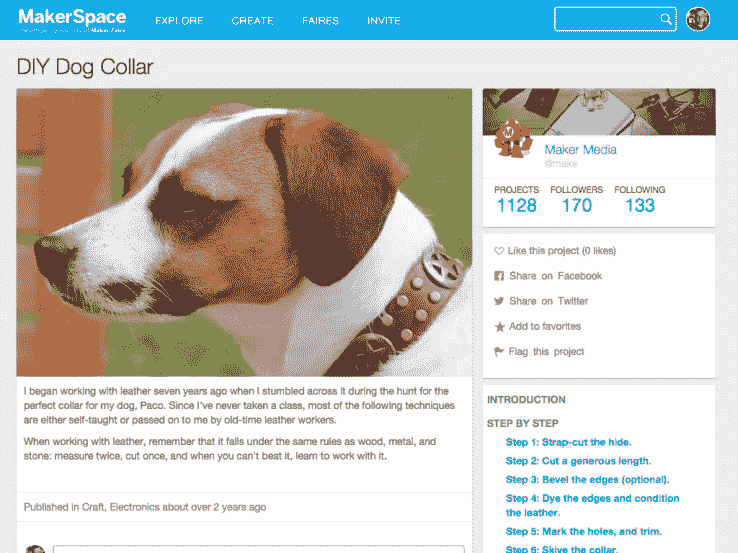 MakerSpace
EXPLORE
CREATE
FAIRES
INVITE
DIY Dog Collar
I began working with leather seven years ago when I stumbled across it during the hunt for the
perfect collar for my dog, Paco. Since I've never taken a class, most of the following techniques
are either self-taught or passed on to me by old-time leather workers.
When working with leather, remember that it falls under the same rules as wood, metal, and
stone: measure twice, cut once, and when you can't beat it, learn to work with it.
Published in Craft, Electronics about over 2 years ago
M
Maker Media
@make
PROJECTS FOLLOWERS FOLLOWING
1128 170 133
Like this project (0 likes)
Share on Facebook
Share on Twitter
Add to favorites
Flag this project
INTRODUCTION
STEP BY STEP
Step 1: Strap-cut the hide.
Step 2: Cut a generous length.
Step 3: Bevel the edges (optional).
Step 4: Dye the edges and condition
the leather.
Step 5: Mark the holes, and trim.
Step 6: Skive the collar.